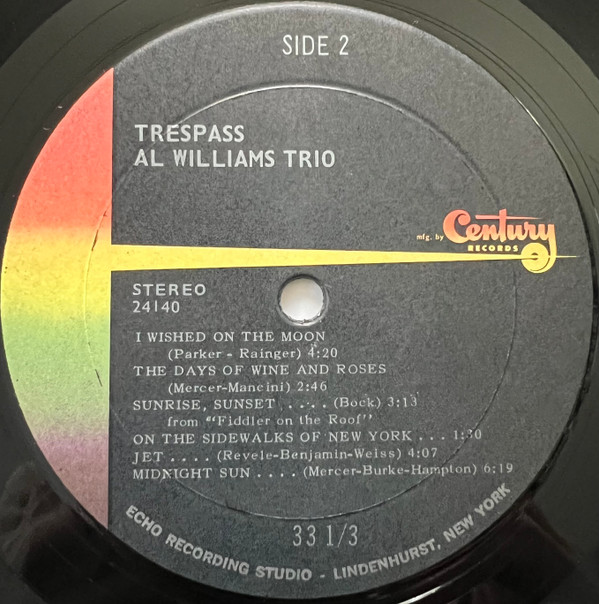 SIDE 2
TRESPASS
AL WILLIAMS TRIO
mfg. by Century
RECORDS
STEREO
24140
I WISHED ON THE MOON
(Parker - Rainger) 4:20
THE DAYS OF WINE AND ROSES
(Mercer-Mancini) 2:46
SUNRISE, SUNSET . . . . (Bock) 3:13
from "Fiddler on the Roof"
ON THE SIDEWALKS OF NEW YORK . . . 1:30
JET . . . . (Revele-Benjamin-Weiss) 4:07
MIDNIGHT SUN . . . . (Mercer-Burke-Hampton) 6:19
33 1/3
ECHO RECORDING STUDIO - LINDENHURST, NEW YORK